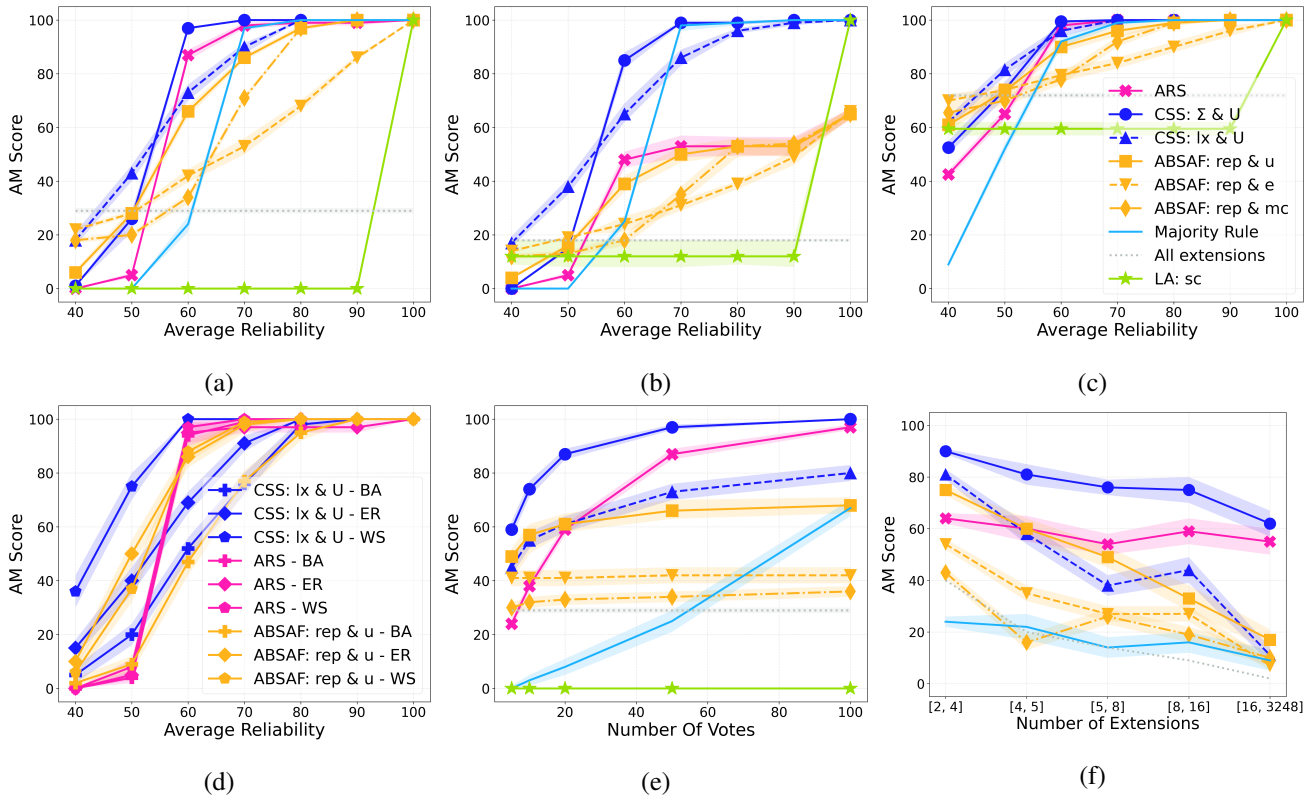 100
80
60
40
20
0
AM Score
40 50 60 70 80 90 100
Average Reliability
(a)
100
80
60
40
20
0
AM Score
40 50 60 70 80 90 100
Average Reliability
(b)
100
80
60
40
20
0
AM Score
40 50 60 70 80 90 100
Average Reliability
ARS
CSS: Σ & U
CSS: lx & U
ABSAF: rep & u
ABSAF: rep & e
ABSAF: rep & mc
Majority Rule
All extensions
LA: sc
(c)
100
80
60
40
20
0
AM Score
40 50 60 70 80 90 100
Average Reliability
CSS: lx & U - BA
CSS: lx & U - ER
CSS: lx & U - WS
ARS - BA
ARS - ER
ARS - WS
ABSAF: rep & u - BA
ABSAF: rep & u - ER
ABSAF: rep & u - WS
(d)
100
80
60
40
20
0
AM Score
20 40 60 80 100
Number Of Votes
(e)
100
80
60
40
20
0
AM Score
[2, 4] [4, 5] [5, 8] [8, 16] [16, 3248]
Number of Extensions
(f)